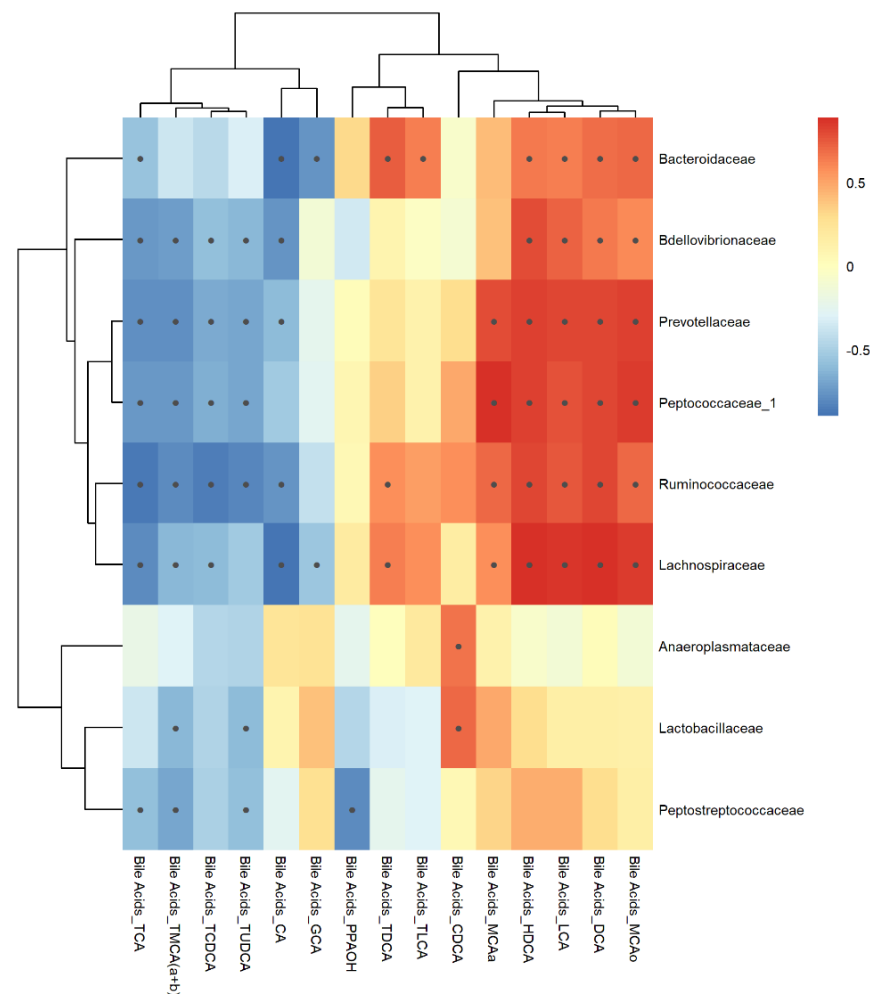 Bacteroidaceae
Bdellovibrionaceae
Prevotellaceae
Peptococcaceae_1
Ruminococcaceae
Lachnospiraceae
Anaeroplasmataceae
Lactobacillaceae
Peptostreptococcaceae
0.5
0
-0.5
Bile Acids_TCA
Bile Acids_TMCA(a+b)
Bile Acids_TCDCA
Bile Acids_TUDCA
Bile Acids_CA
Bile Acids_GCA
Bile Acids_PPAOH
Bile Acids_TDCA
Bile Acids_TLCA
Bile Acids_CDCA
Bile Acids_MCAa
Bile Acids_HDCA
Bile Acids_LCA
Bile Acids_DCA
Bile Acids_MCAo